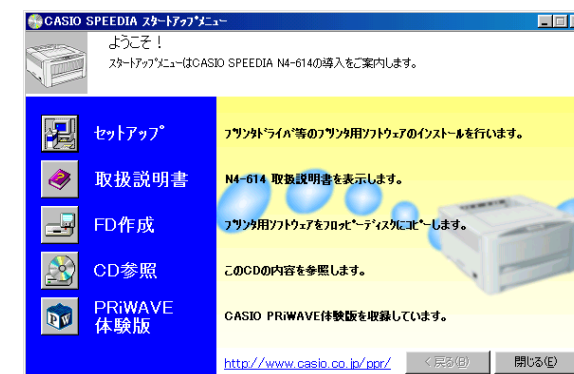 CASIO SPEEDIA ｽﾀｰﾄｱｯﾌﾟﾒﾆｭｰ
ようこそ！
ｽﾀｰﾄｱｯﾌﾟﾒﾆｭｰはCASIO SPEEDIA N4-614の導入をご案内します。
ｾｯﾄｱｯﾌﾟ
ﾌﾟﾘﾝﾀﾄﾞﾗｲﾊﾞ等のﾌﾟﾘﾝﾀ用ｿﾌﾄｳｪｱのｲﾝｽﾄｰﾙを行います。
取扱説明書
N4-614 取扱説明書を表示します。
FD作成
ﾌﾟﾘﾝﾀ用ｿﾌﾄｳｪｱをﾌﾛｯﾋﾟｰﾃﾞｨｽｸにｺﾋﾟｰします。
CD参照
このCDの内容を参照します。
PRiWAVE
体験版
CASIO PRiWAVE体験版を収録しています。
http://www.casio.co.jp/ppr/
＜戻る(B)
閉じる(E)